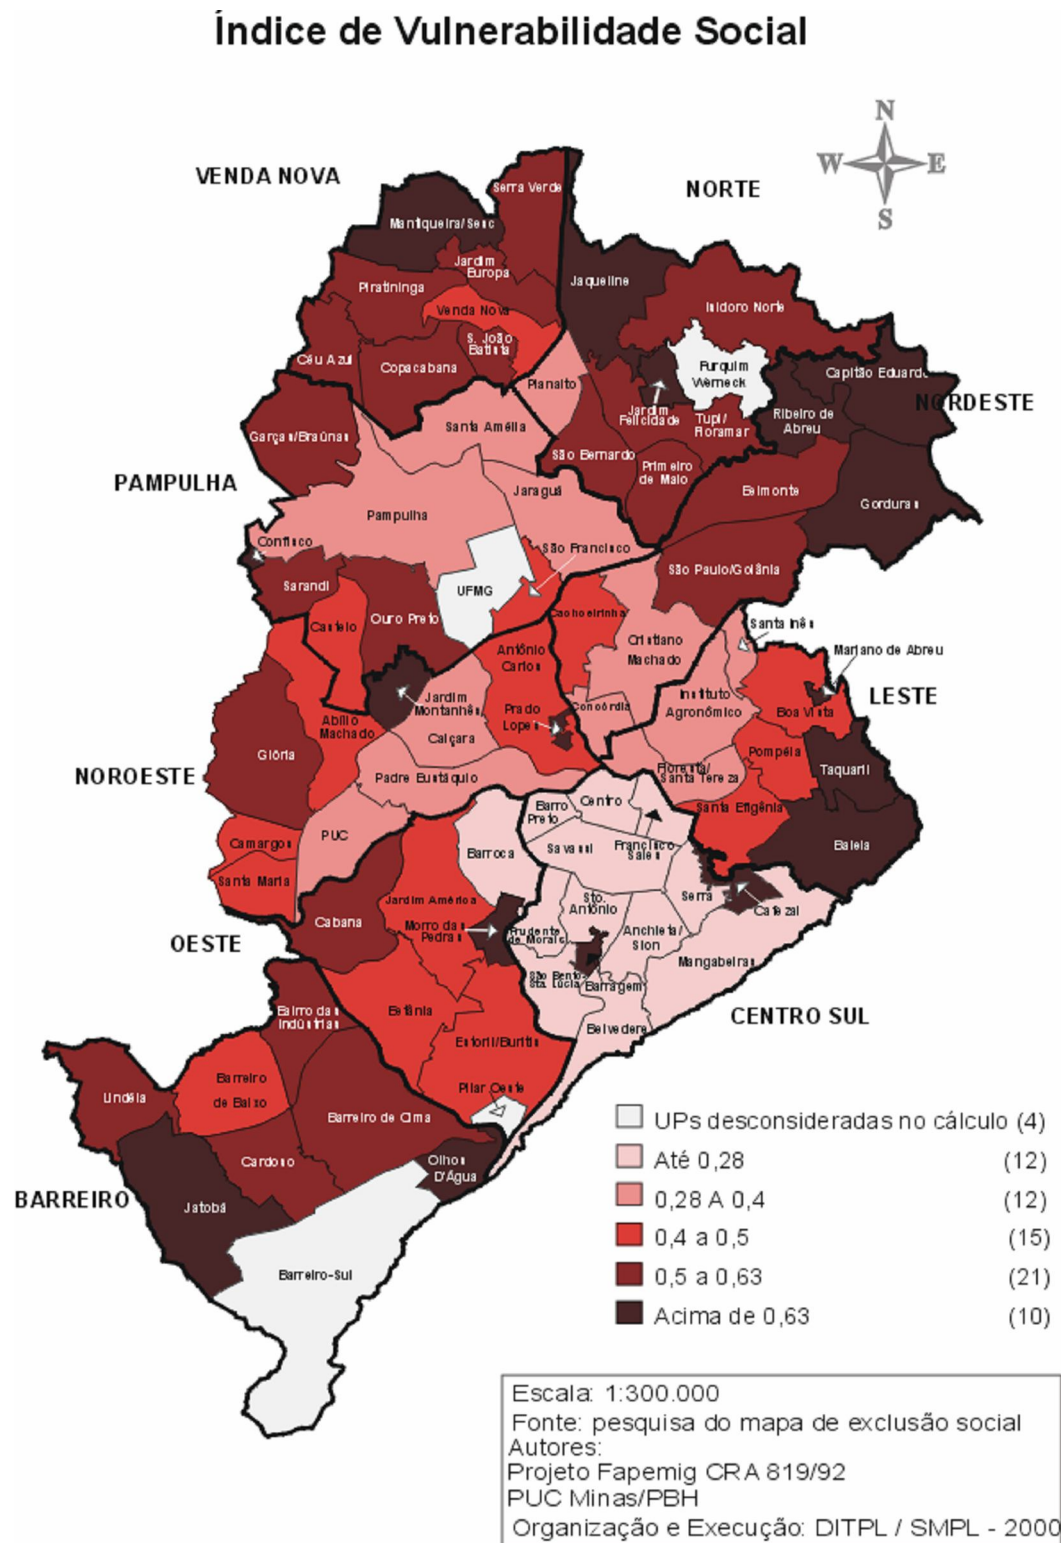 Índice de Vulnerabilidade Social
N
W E
S
VENDA NOVA
NORTE
Serra Verde
Mantiqueira/Sesc
Jardim
Europa
Jaqueline
Piratininga
Isidoro Norte
Venda Nova
S. João
Batista
Céu Azul
Copacabana
Furquim
Werneck
Capitão Eduardo
Planalto
NORDESTE
Jardim
Felicidade
Tupi/
Floramar
Ribeiro de
Abreu
Garças/Braúnas
Santa Amélia
São Bernardo
Primeiro
de Maio
PAMPULHA
Jaraguá
Belmonte
Gorduras
Pampulha
Confisco
São Francisco
São Paulo/Goiânia
Sarandi
UFMG
Castelo
Ouro Preto
Cachoeirinha
Santa Inês
Cristiano
Machado
Mariano de Abreu
Antônio
Carlos
LESTE
Jardim
Montanhês
Instituto
Agronômico
Prado
Lopes
Concórdia
Boa Vista
Abílio
Machado
Caiçara
Glória
Pompéia
NOROESTE
Padre Eustáquio
Floresta/
Santa Tereza
Taquaril
Barro
Preto
Centro
Santa Efigênia
PUC
Camargos
Barroca
Savassi
Francisco
Sales
Baleia
Santa Maria
Serra
Cafezal
Jardim América
Sto.
Antônio
Cabana
Morro das
Pedras
Prudente
de Morais
Anchieta/
Sion
OESTE
Mangabeiras
São Bento
Sta. Lúcia
Barragem
Bairro das
Indústrias
Betânia
Belvedere
CENTRO SUL
Estoril/Buritis
Barreiro
de Baixo
Pilar Oeste
Lindéia
Barreiro de Cima
Cardoso
Olhos
D'Água
BARREIRO
Jatobá
Barreiro-Sul
UPs desconsideradas no cálculo (4)
Até 0,28 (12)
0,28 A 0,4 (12)
0,4 a 0,5 (15)
0,5 a 0,63 (21)
Acima de 0,63 (10)
Escala: 1:300.000
Fonte: pesquisa do mapa de exclusão social
Autores:
Projeto Fapemig CRA 819/92
PUC Minas/PBH
Organização e Execução: DITPL / SMPL - 2000